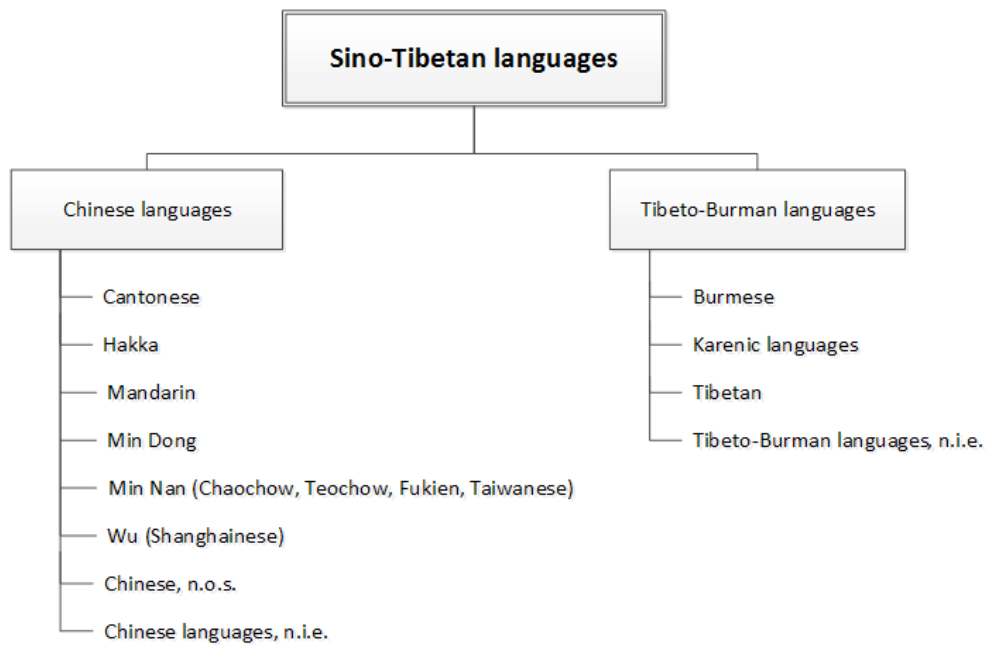 Sino-Tibetan languages
Chinese languages
Cantonese
Hakka
Mandarin
Min Dong
Min Nan (Chaochow, Teochow, Fukien, Taiwanese)
Wu (Shanghainese)
Chinese, n.o.s.
Chinese languages, n.i.e.
Tibeto-Burman languages
Burmese
Karenic languages
Tibetan
Tibeto-Burman languages, n.i.e.